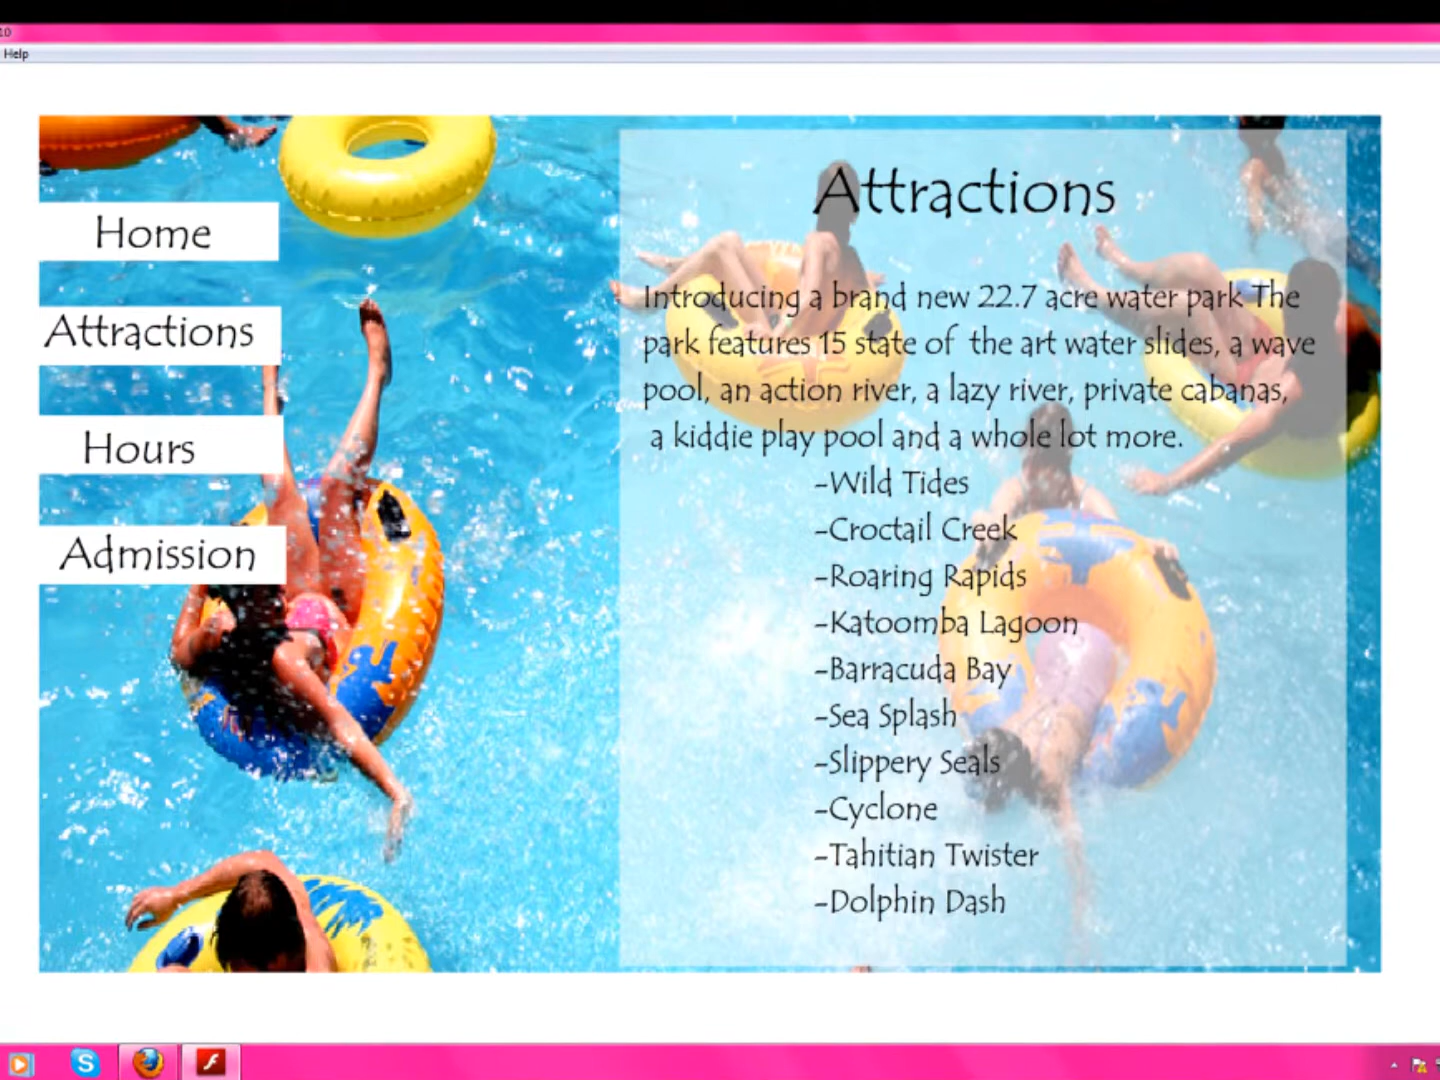 10
Help
Home
Attractions
Hours
Admission
Attractions
Introducing a brand new 22.7 acre water park The
park features 15 state of the art water slides, a wave
pool, an action river, a lazy river, private cabanas,
a kiddie play pool and a whole lot more.
-Wild Tides
-Croctail Creek
-Roaring Rapids
-Katoomba Lagoon
-Barracuda Bay
-Sea Splash
-Slippery Seals
-Cyclone
-Tahitian Twister
-Dolphin Dash